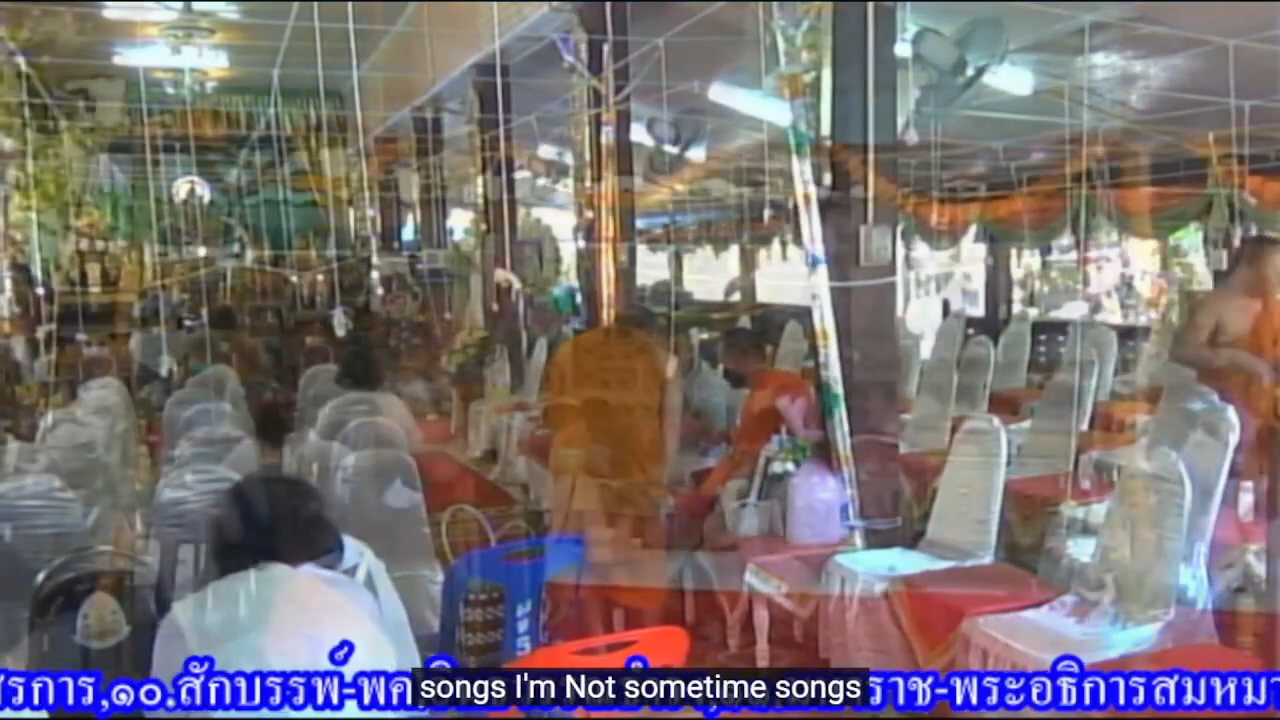 รการ,๑๐.สักบรรพ์-พค ราช-พระอธิการสมหมา
songs I'm Not sometime songs